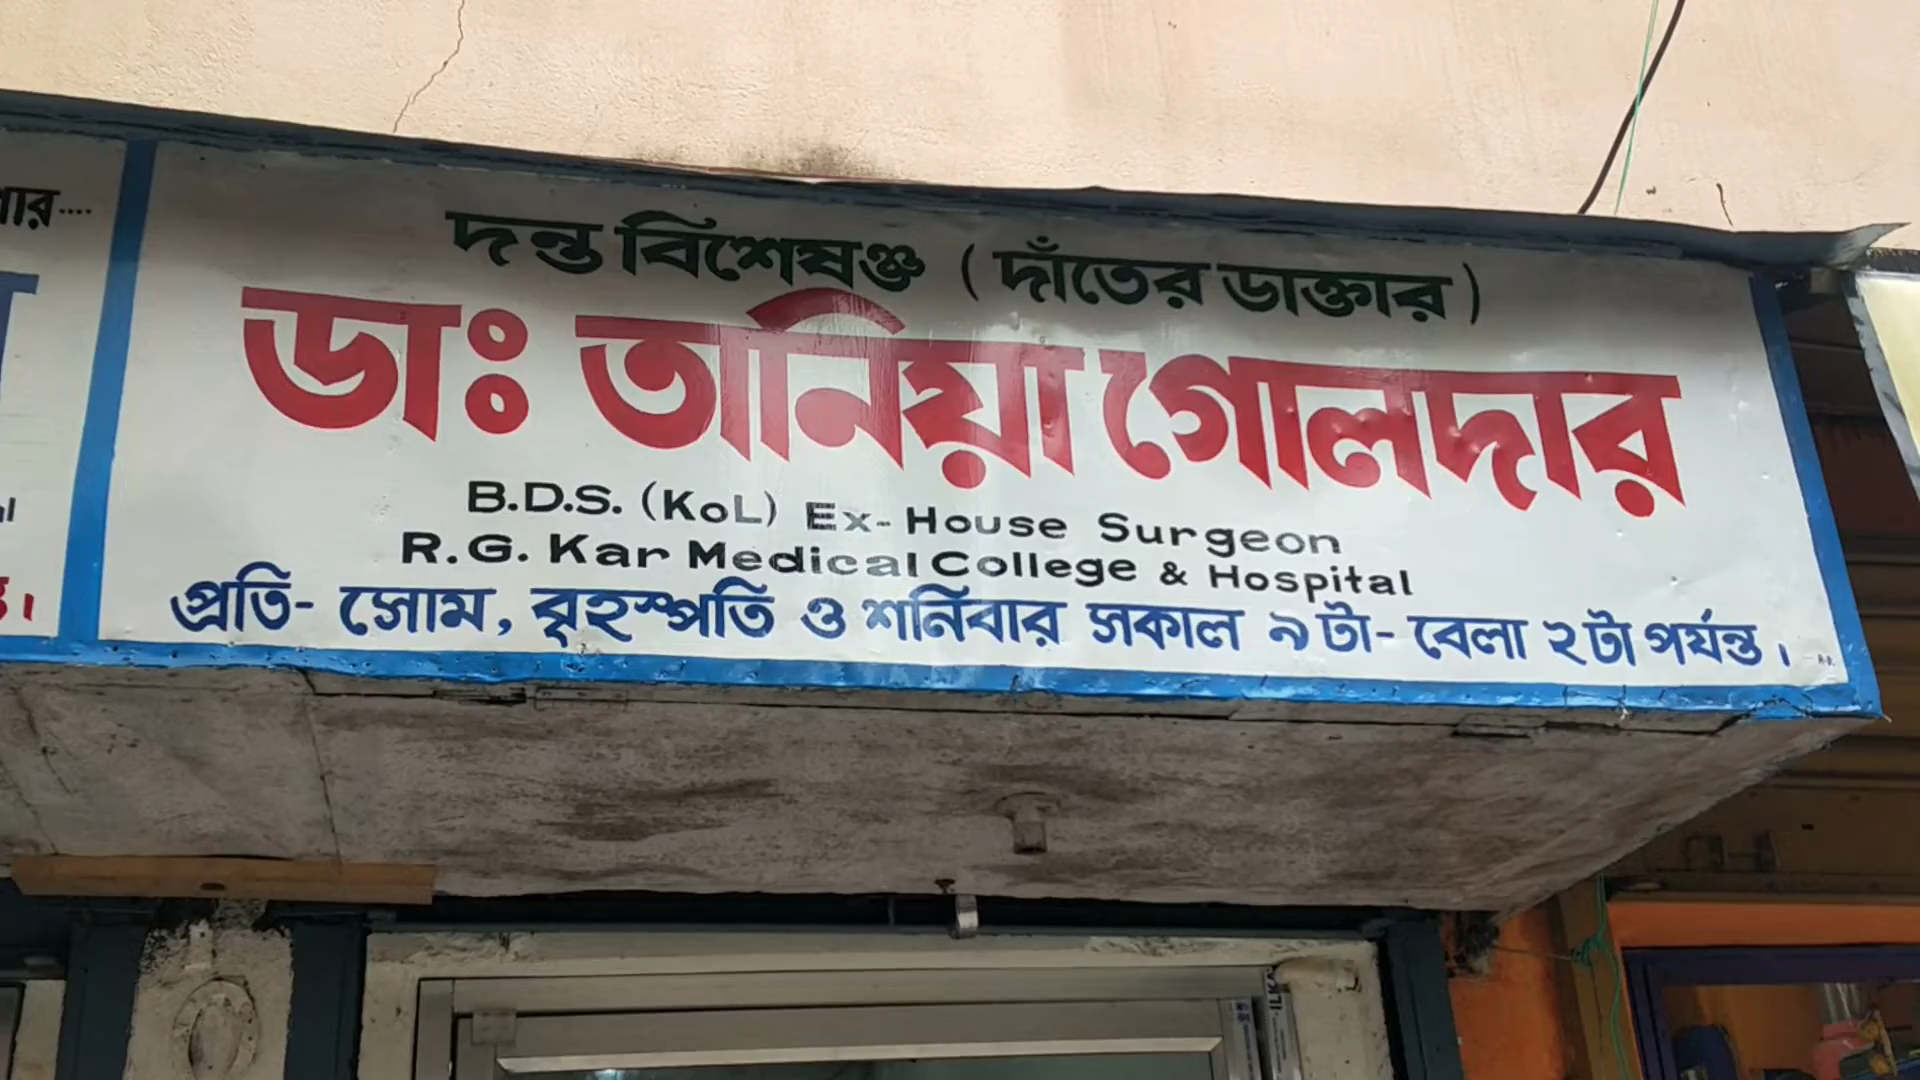 দন্ত বিশেষজ্ঞ (দাঁতের ডাক্তার)
ডাঃ তানিয়া গোলদার
B.D.S. (KoL) Ex-House Surgeon
R.G. Kar Medical College & Hospital
প্রতি- সোম, বৃহস্পতি ও শনিবার সকাল ৯টা- বেলা ২টা পর্যন্ত।